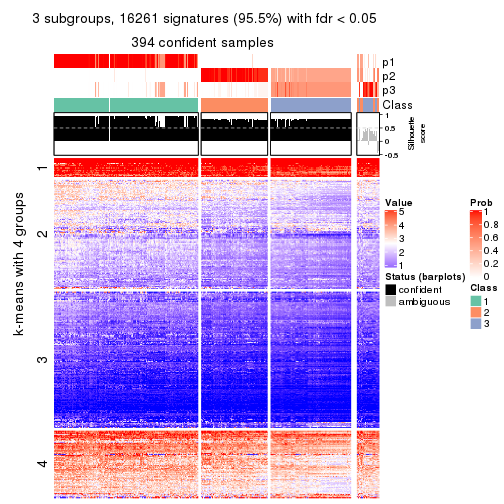 3 subgroups, 16261 signatures (95.5%) with fdr < 0.05
394 confident samples
p1
p2
p3
Class
1
0.5
0
-0.5
Silhouette
score
k-means with 4 groups
1
2
3
4
Value
5
4
3
2
1
Status (barplots)
confident
ambiguous
Prob
1
0.8
0.6
0.4
0.2
0
Class
1
2
3